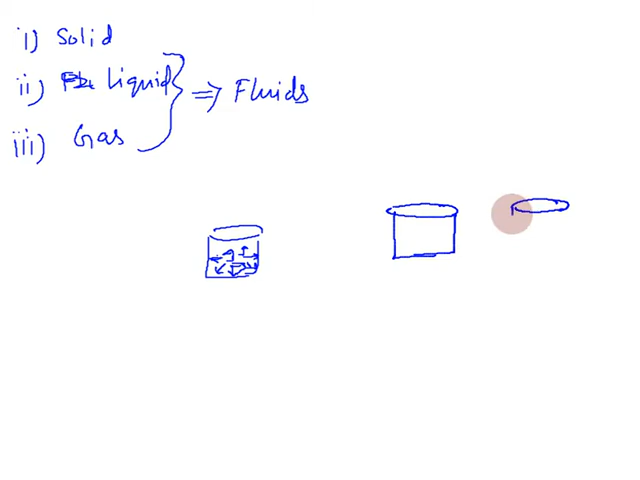 i) Solid
ii) Liquid
iii) Gas
⇒ Fluids